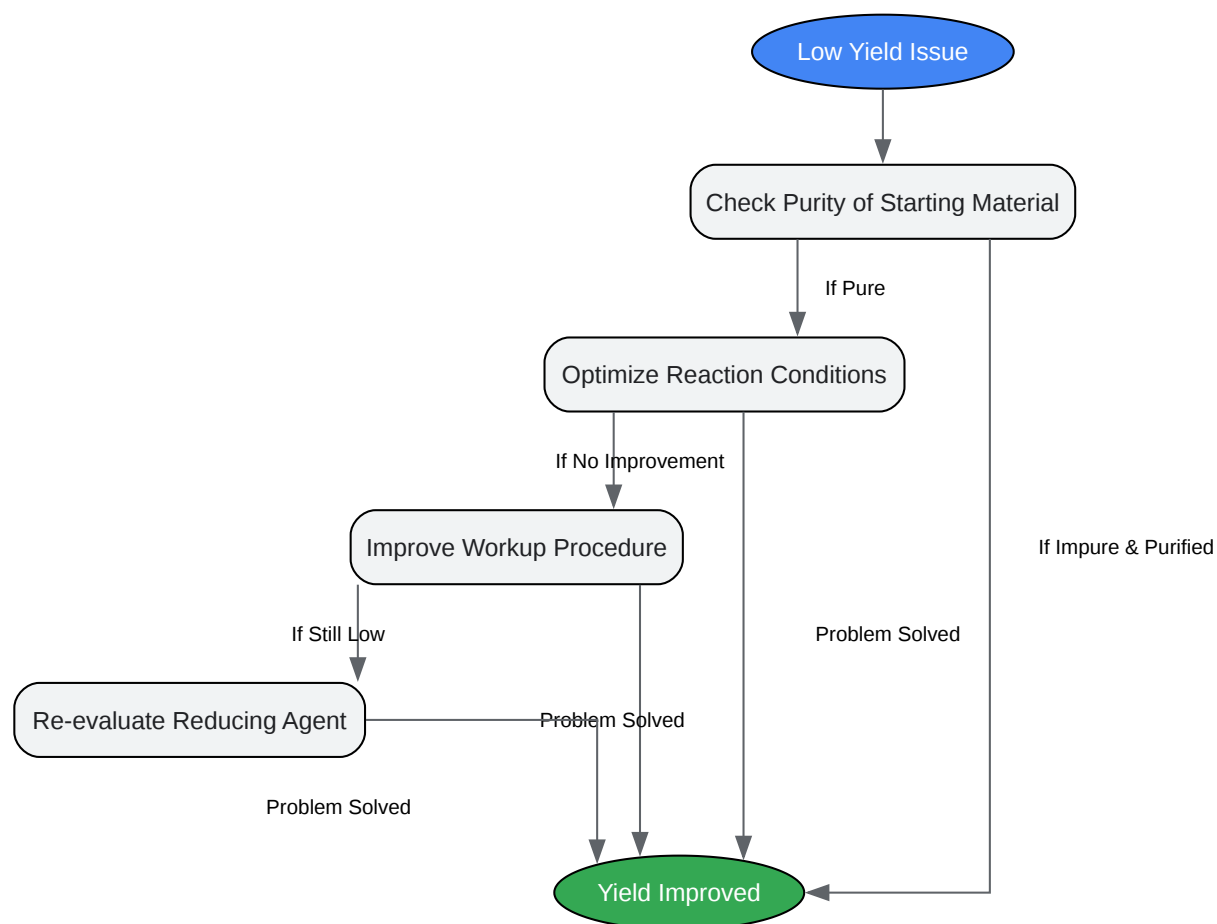 Low Yield Issue
Check Purity of Starting Material
If Pure
Optimize Reaction Conditions
If No Improvement
Improve Workup Procedure
If Impure & Purified
If Still Low
Problem Solved
Re-evaluate Reducing Agent
Problem Solved
Problem Solved
Yield Improved